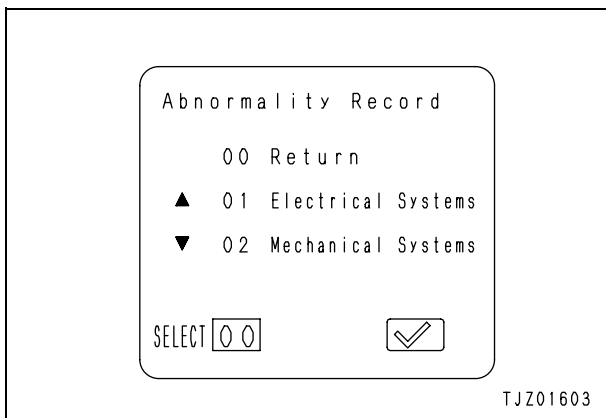 Abnormality Record
00 Return
▲ 01 Electrical Systems
▼ 02 Mechanical Systems
SELECT 00
TJZ01603